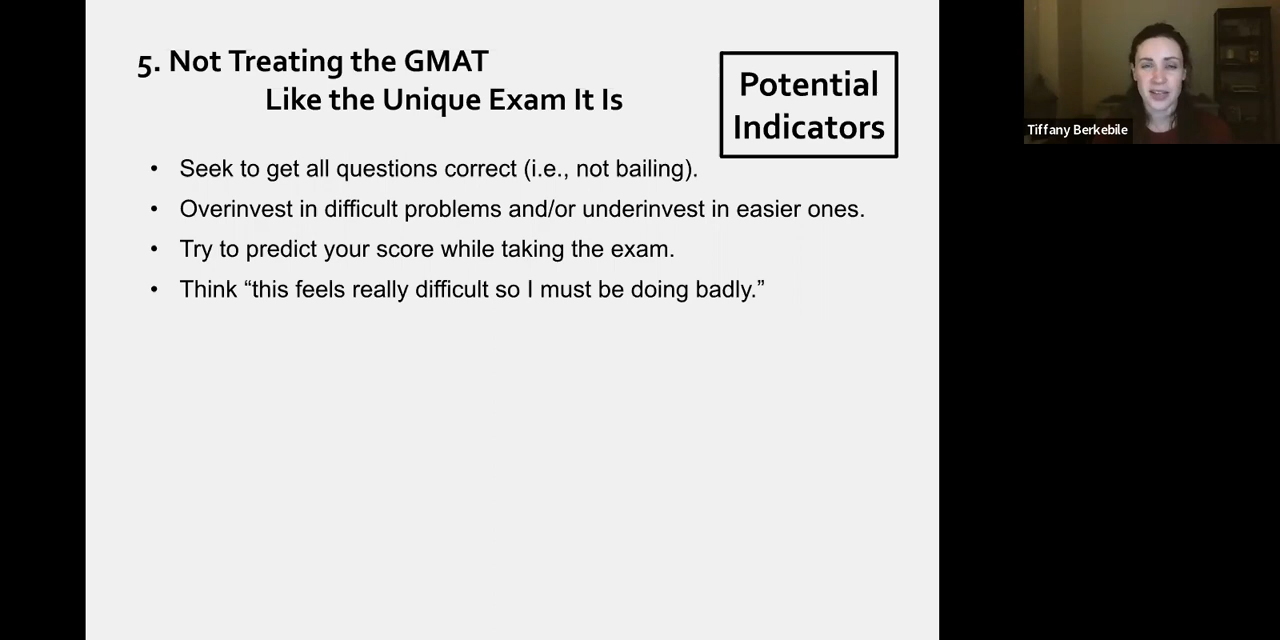 5. Not Treating the GMAT
Like the Unique Exam It Is
Potential
Indicators
• Seek to get all questions correct (i.e., not bailing).
• Overinvest in difficult problems and/or underinvest in easier ones.
• Try to predict your score while taking the exam.
• Think “this feels really difficult so I must be doing badly.”
Tiffany Berkebile